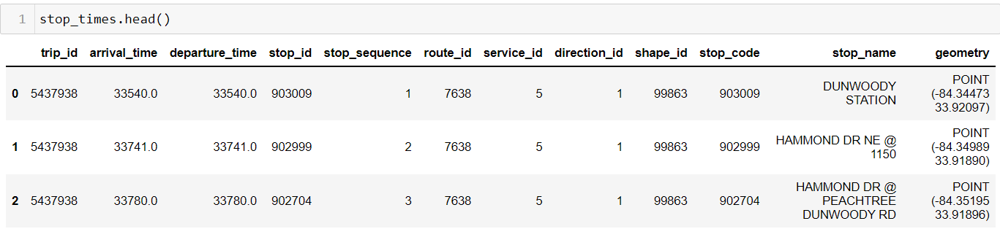 1 stop_times.head()
trip_id arrival_time departure_time stop_id stop_sequence route_id service_id direction_id shape_id stop_code stop_name geometry
0 5437938 33540.0 33540.0 903009 1 7638 5 1 99863 903009 DUNWOODY STATION POINT (-84.34473 33.92097)
1 5437938 33741.0 33741.0 902999 2 7638 5 1 99863 902999 HAMMOND DR NE @ 1150 POINT (-84.34989 33.91890)
2 5437938 33780.0 33780.0 902704 3 7638 5 1 99863 902704 HAMMOND DR @ PEACHTREE DUNWOODY RD POINT (-84.35195 33.91896)